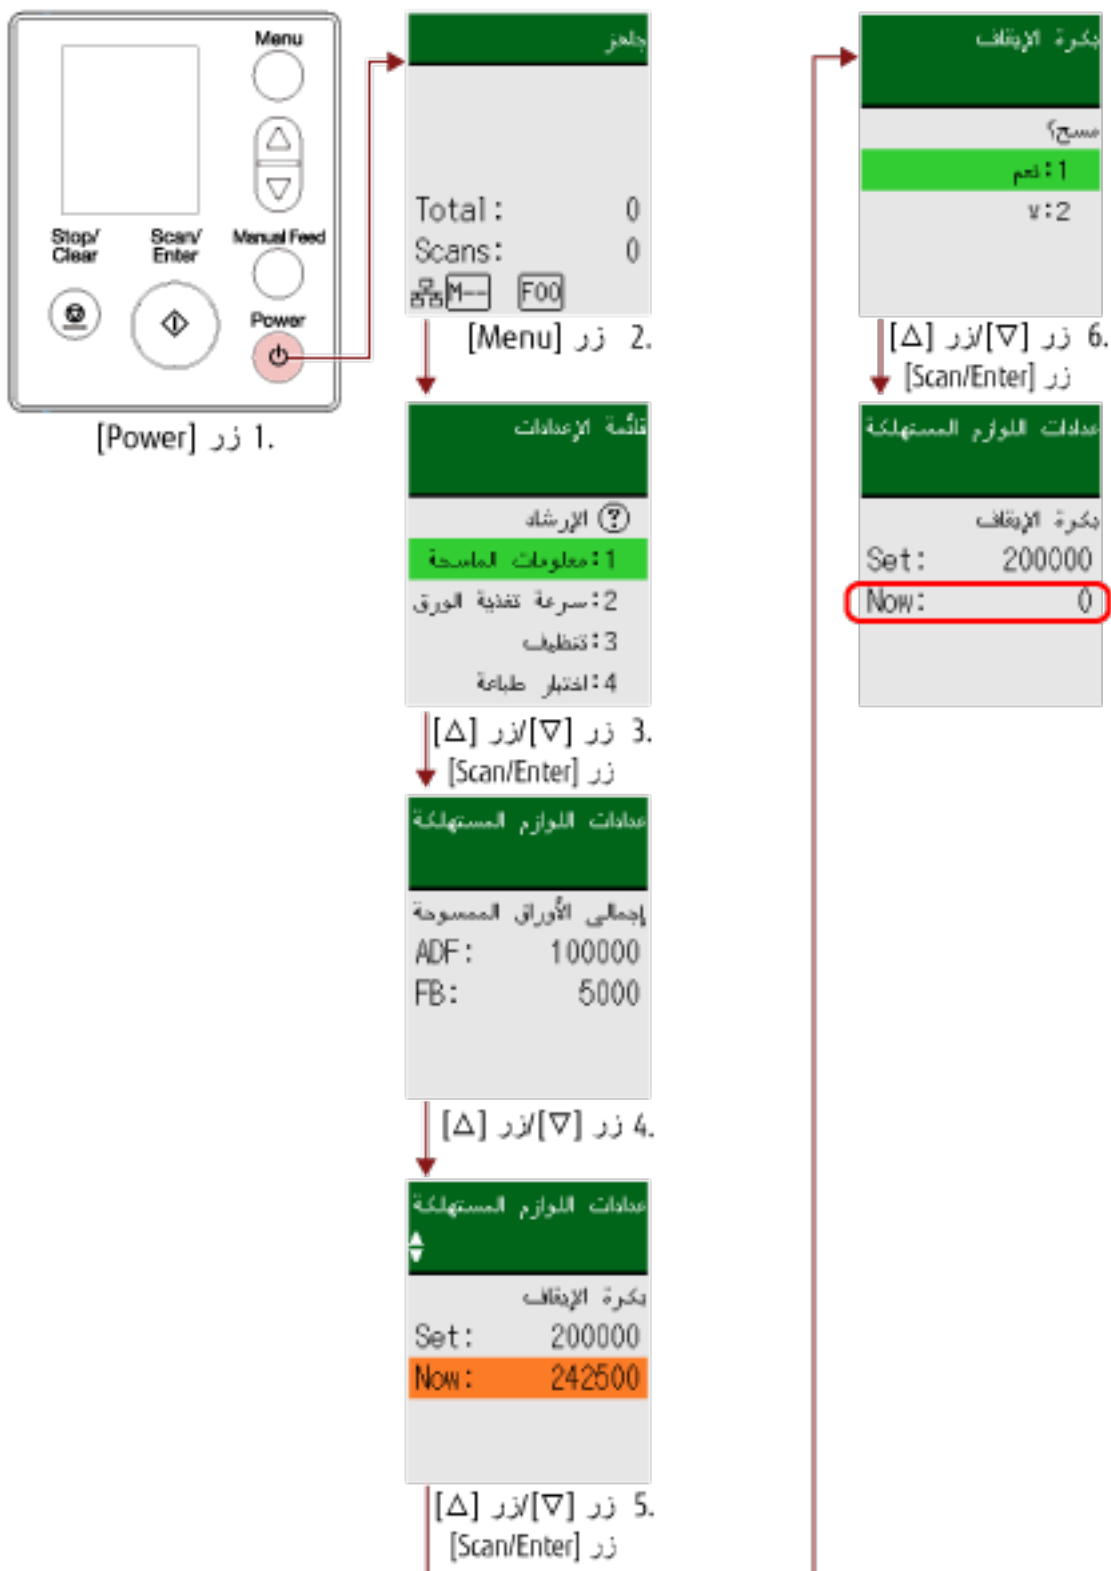 Menu
Stop/
Clear
Scan/
Enter
Manual Feed
Power
1. زر [Power]
جاهز
Total: 0
Scans: 0
M-- F00
2. زر [Menu]
قائمة الإعدادات
? الإرشاد
1:معلومات الماسحة
2:سرعة تغذية الورق
3:تنظيف
4:اختبار طباعة
3. زر [▽]/زر [△]
زر [Scan/Enter]
عدادات اللوازم المستهلكة
إجمالي الأوراق الممسوحة
ADF: 100000
FB: 5000
4. زر [▽]/زر [△]
عدادات اللوازم المستهلكة
بكرة الإيقاف
Set: 200000
Now: 242500
5. زر [▽]/زر [△]
زر [Scan/Enter]
بكرة الإيقاف
مسح؟
1:نعم
2:لا
6. زر [▽]/زر [△]
زر [Scan/Enter]
عدادات اللوازم المستهلكة
بكرة الإيقاف
Set: 200000
Now: 0